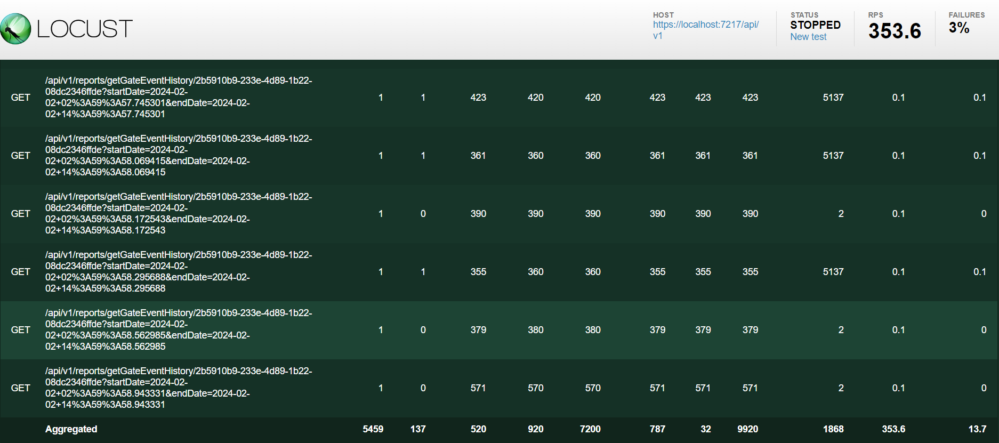 LOCUST
HOST
https://localhost:7217/api/
v1
STATUS
STOPPED
New test
RPS
353.6
FAILURES
3%
GET /api/v1/reports/getGateEventHistory/2b5910b9-233e-4d89-1b22-
08dc2346ffde?startDate=2024-02-
02+02%3A59%3A57.745301&endDate=2024-02-
02+14%3A59%3A57.745301
1 1 423 420 420 423 423 423 5137 0.1 0.1
GET /api/v1/reports/getGateEventHistory/2b5910b9-233e-4d89-1b22-
08dc2346ffde?startDate=2024-02-
02+02%3A59%3A58.069415&endDate=2024-02-
02+14%3A59%3A58.069415
1 1 361 360 360 361 361 361 5137 0.1 0.1
GET /api/v1/reports/getGateEventHistory/2b5910b9-233e-4d89-1b22-
08dc2346ffde?startDate=2024-02-
02+02%3A59%3A58.172543&endDate=2024-02-
02+14%3A59%3A58.172543
1 0 390 390 390 390 390 390 2 0.1 0
GET /api/v1/reports/getGateEventHistory/2b5910b9-233e-4d89-1b22-
08dc2346ffde?startDate=2024-02-
02+02%3A59%3A58.295688&endDate=2024-02-
02+14%3A59%3A58.295688
1 1 355 360 360 355 355 355 5137 0.1 0.1
GET /api/v1/reports/getGateEventHistory/2b5910b9-233e-4d89-1b22-
08dc2346ffde?startDate=2024-02-
02+02%3A59%3A58.562985&endDate=2024-02-
02+14%3A59%3A58.562985
1 0 379 380 380 379 379 379 2 0.1 0
GET /api/v1/reports/getGateEventHistory/2b5910b9-233e-4d89-1b22-
08dc2346ffde?startDate=2024-02-
02+02%3A59%3A58.943331&endDate=2024-02-
02+14%3A59%3A58.943331
1 0 571 570 570 571 571 571 2 0.1 0
Aggregated 5459 137 520 920 7200 787 32 9920 1868 353.6 13.7